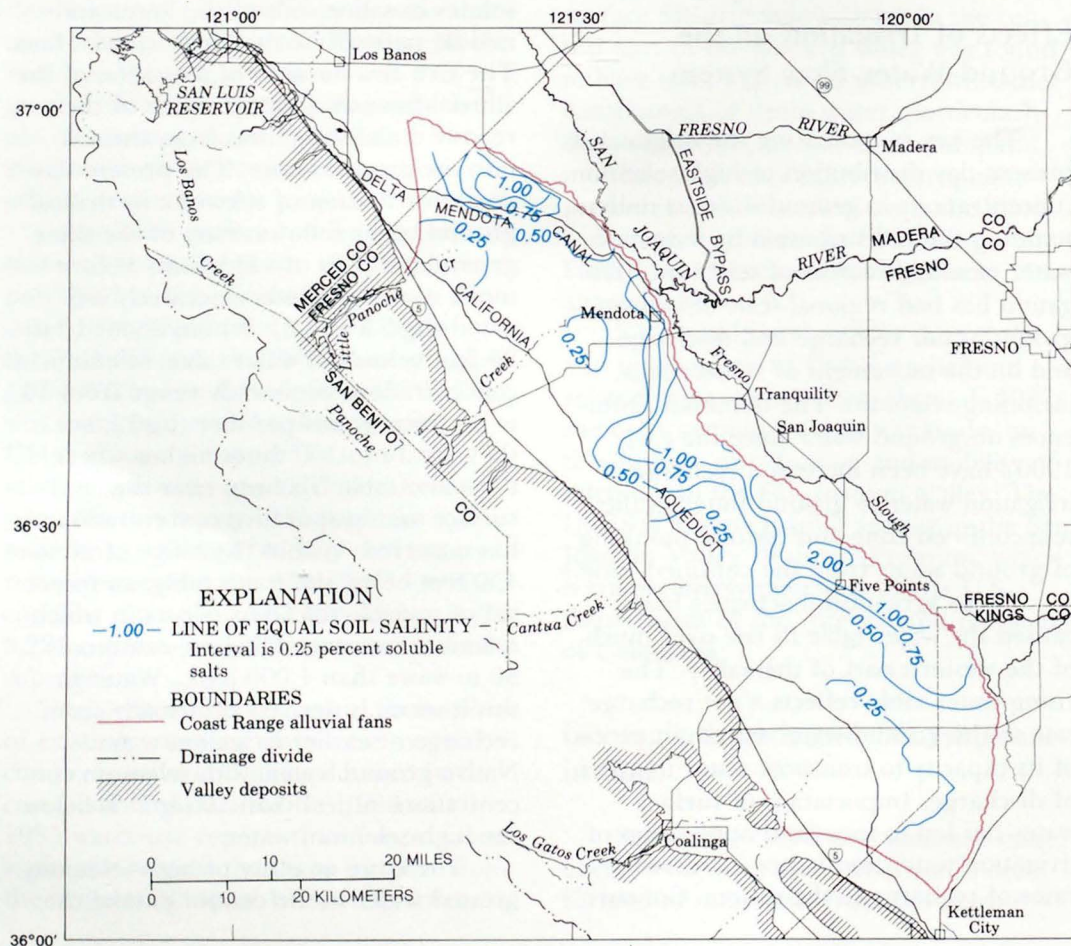 121°00'
120°30'
120°00'
37°00'
36°30'
36°00'
Los Banos
SAN LUIS
RESERVOIR
Los Banos
Creek
99
FRESNO RIVER
Madera
SAN
JOAQUIN
RIVER
EASTSIDE
BYPASS
MADERA CO
FRESNO CO
DELTA
MENDOTA
CANAL
1.00
0.75
0.50
0.25
MERCED CO
FRESNO CO
Little Panoche Cr
5
CALIFORNIA
AQUEDUCT
Mendota
FRESNO
0.25
Fresno
Slough
Tranquility
San Joaquin
SAN BENITO
CO
Panoche
Creek
1.00
0.75
0.50
0.25
2.00
Five Points
FRESNO CO
KINGS CO
1.00
0.75
0.50
0.25
Cantua Creek
EXPLANATION
1.00 LINE OF EQUAL SOIL SALINITY -
Interval is 0.25 percent soluble
salts
BOUNDARIES
Coast Range alluvial fans
Drainage divide
Valley deposits
0 10 20 MILES
0 10 20 KILOMETERS
Los Gatos Creek
Coalinga
5
Kettleman
City